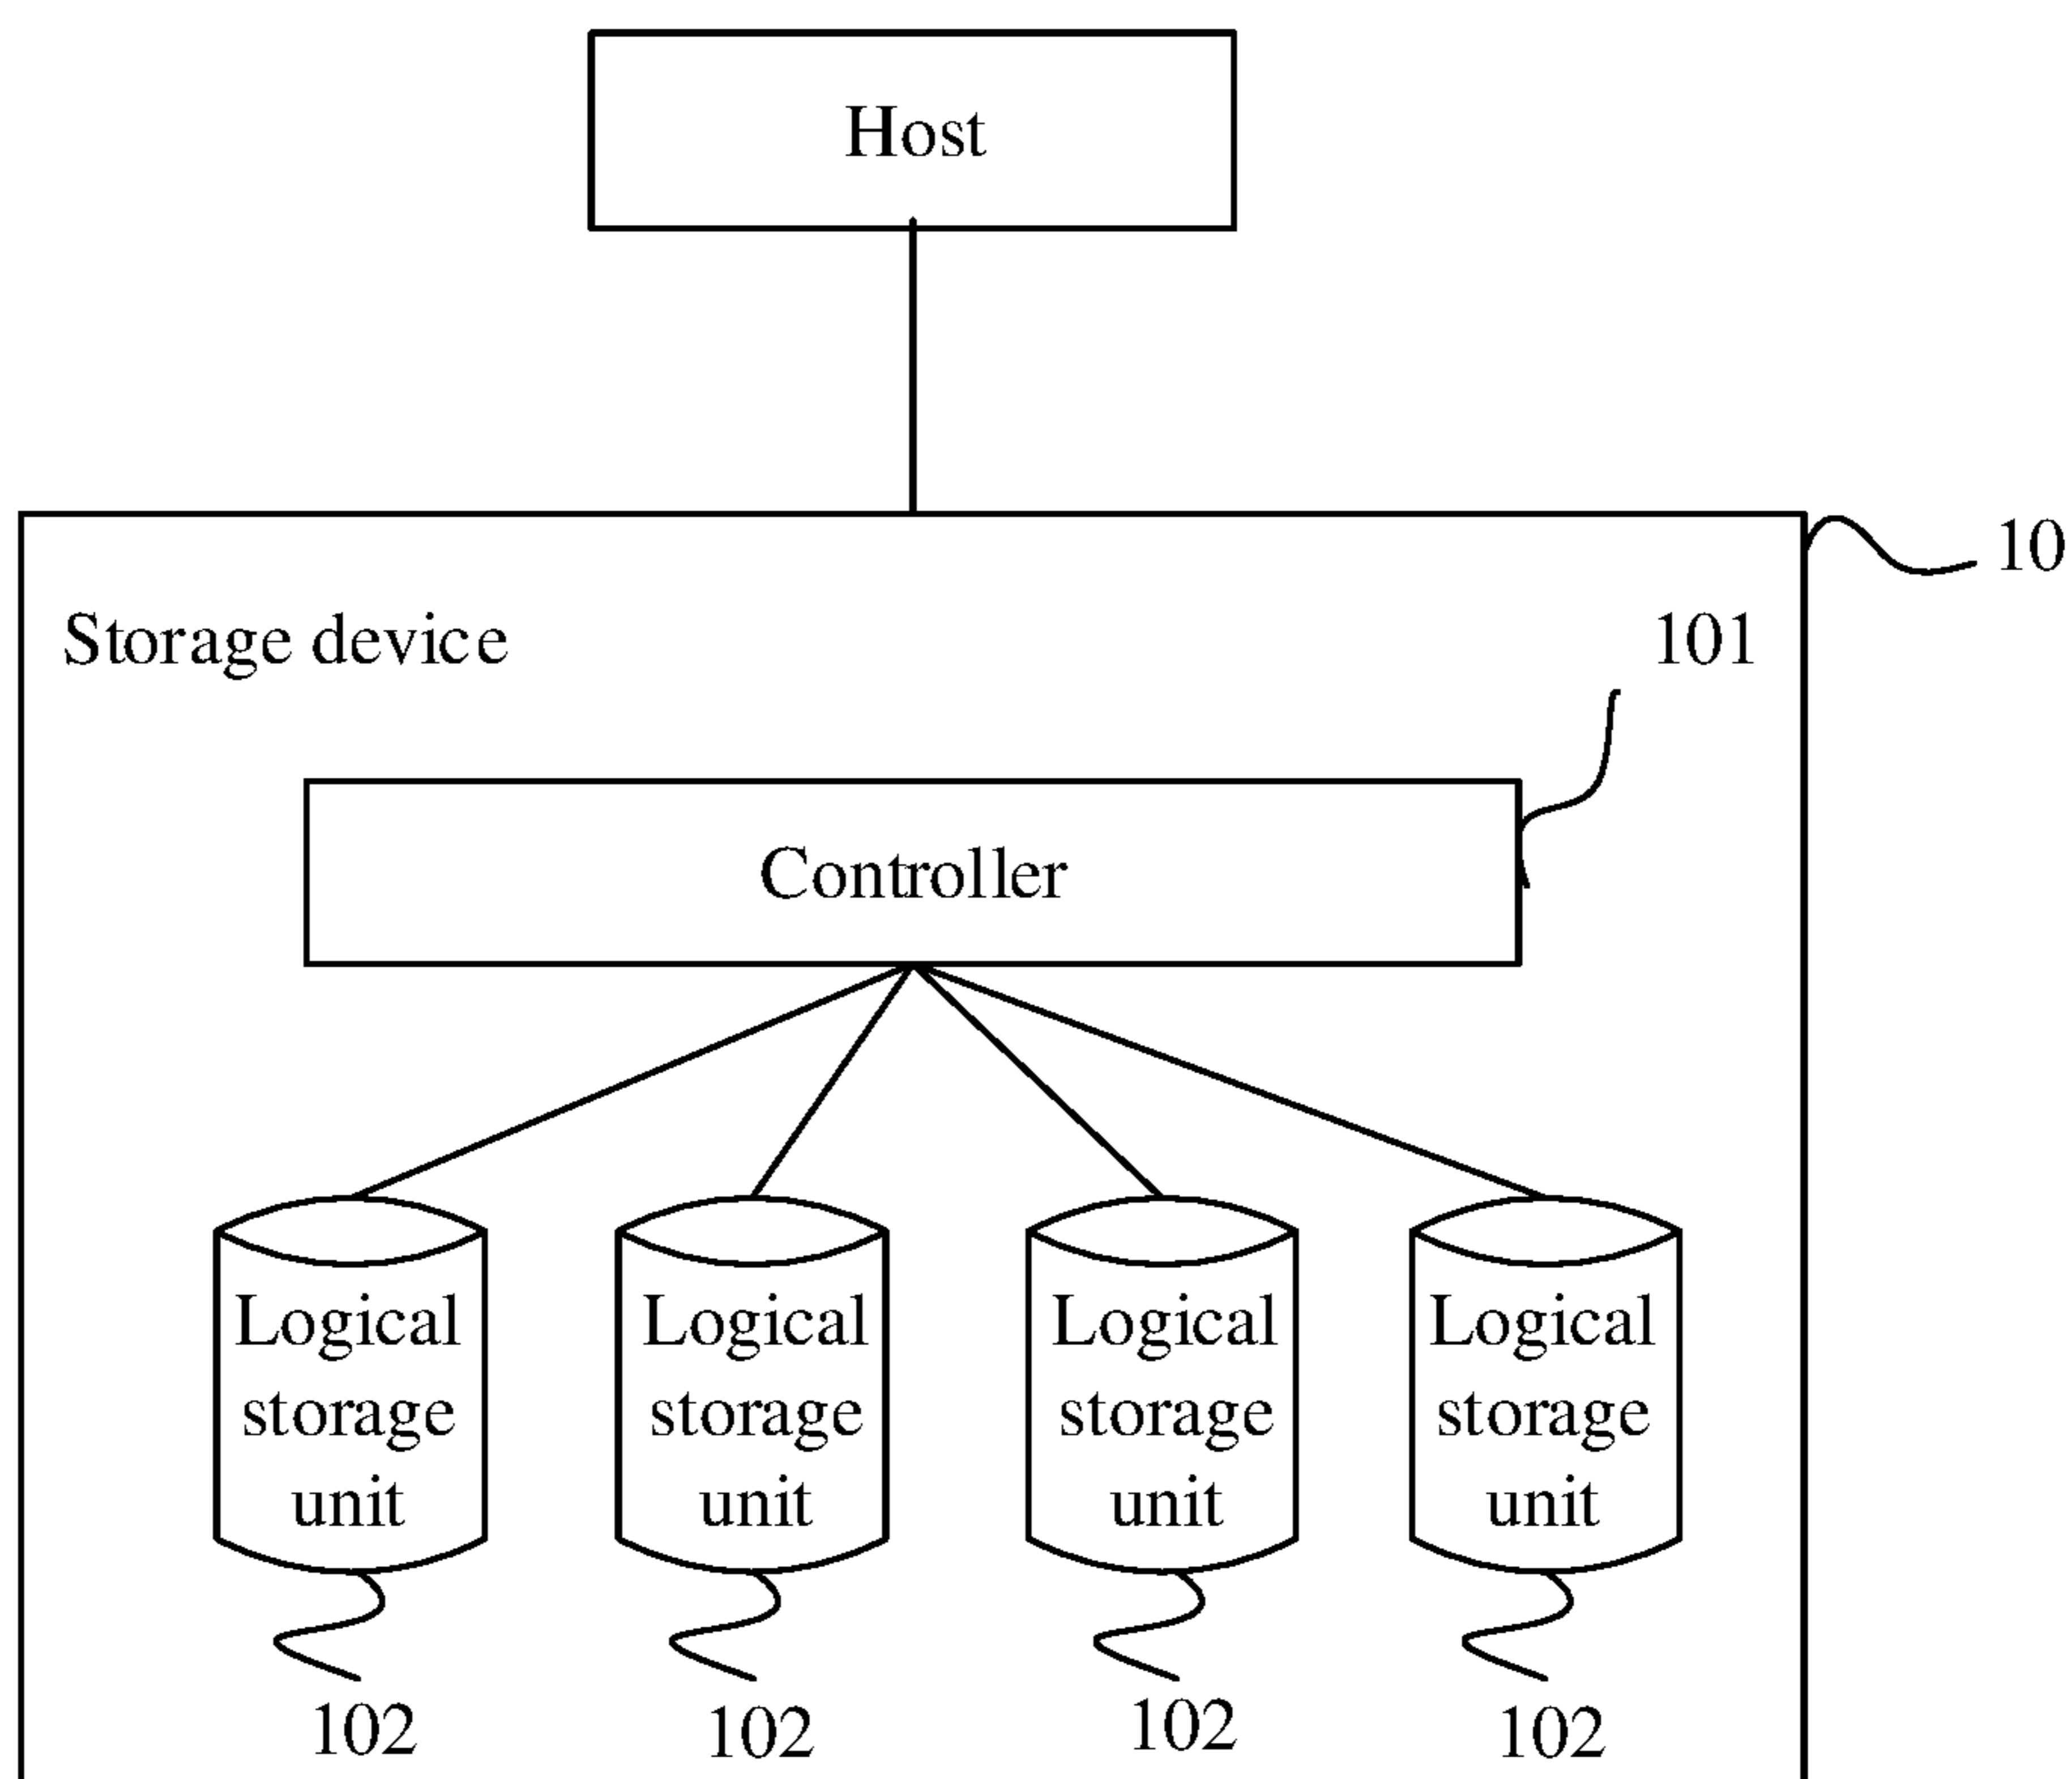 Host
10
Storage device
101
Controller
Logical
storage
unit
Logical
storage
unit
Logical
storage
unit
Logical
storage
unit
102
102
102
102